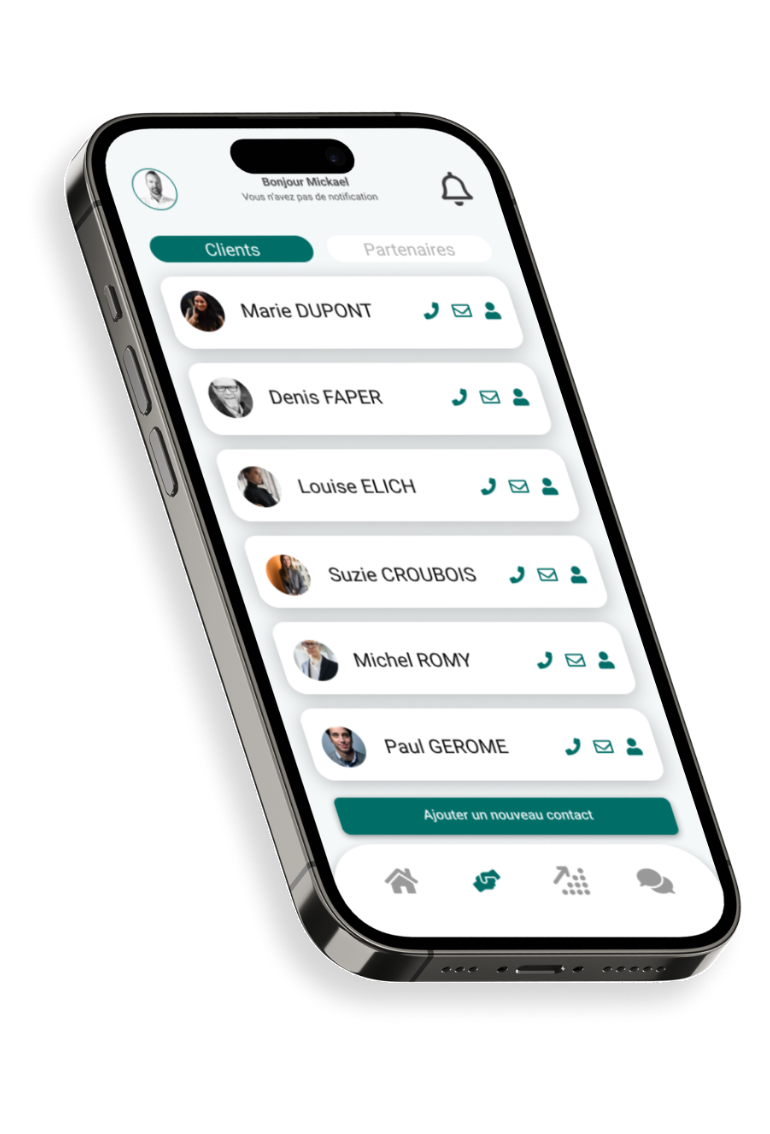 Bonjour Mickael
Vous n'avez pas de notification
Clients
Partenaires
Marie DUPONT
Denis FAPER
Louise ELICH
Suzie CROUBOIS
Michel ROMY
Paul GEROME
Ajouter un nouveau contact